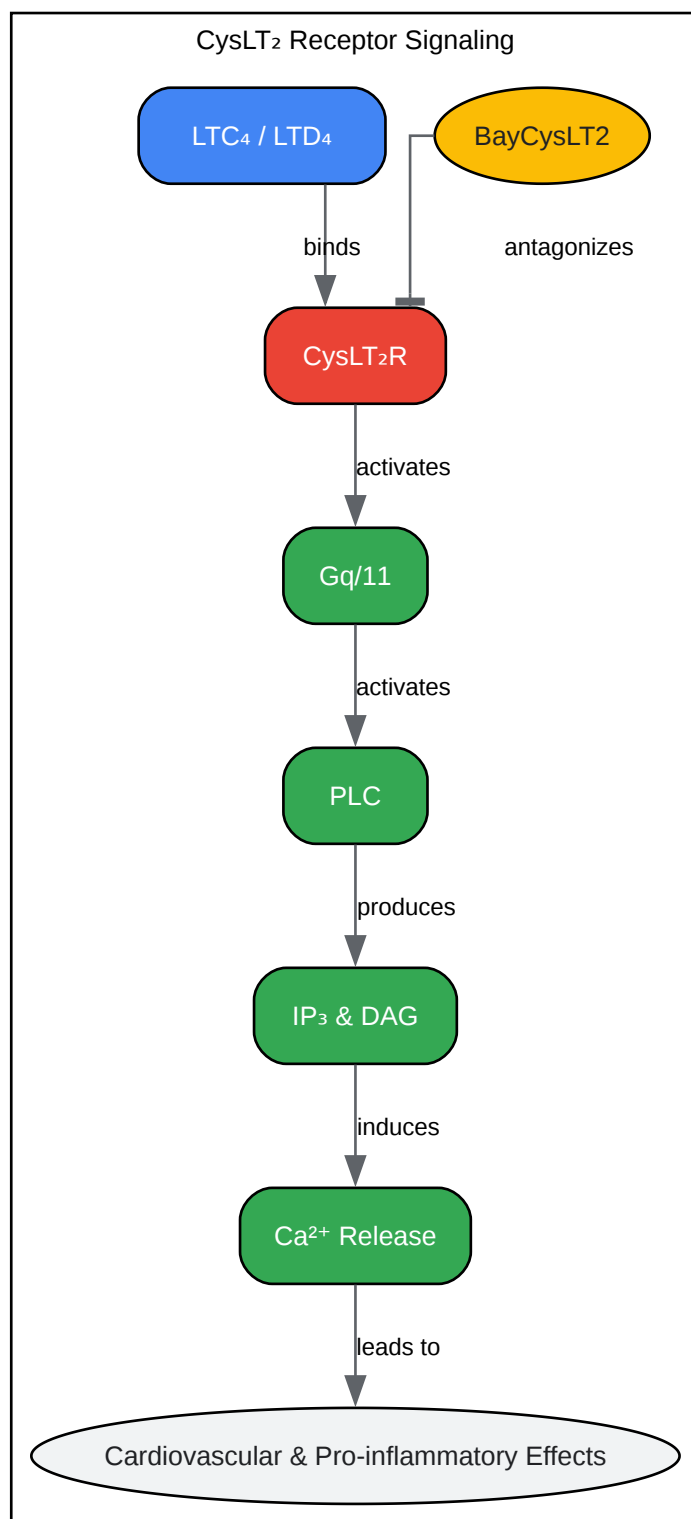 CysLT₂ Receptor Signaling
LTC₄ / LTD₄
BayCysLT2
binds
antagonizes
CysLT₂R
activates
Gq/11
activates
PLC
produces
IP₃ & DAG
induces
Ca²⁺ Release
leads to
Cardiovascular & Pro-inflammatory Effects